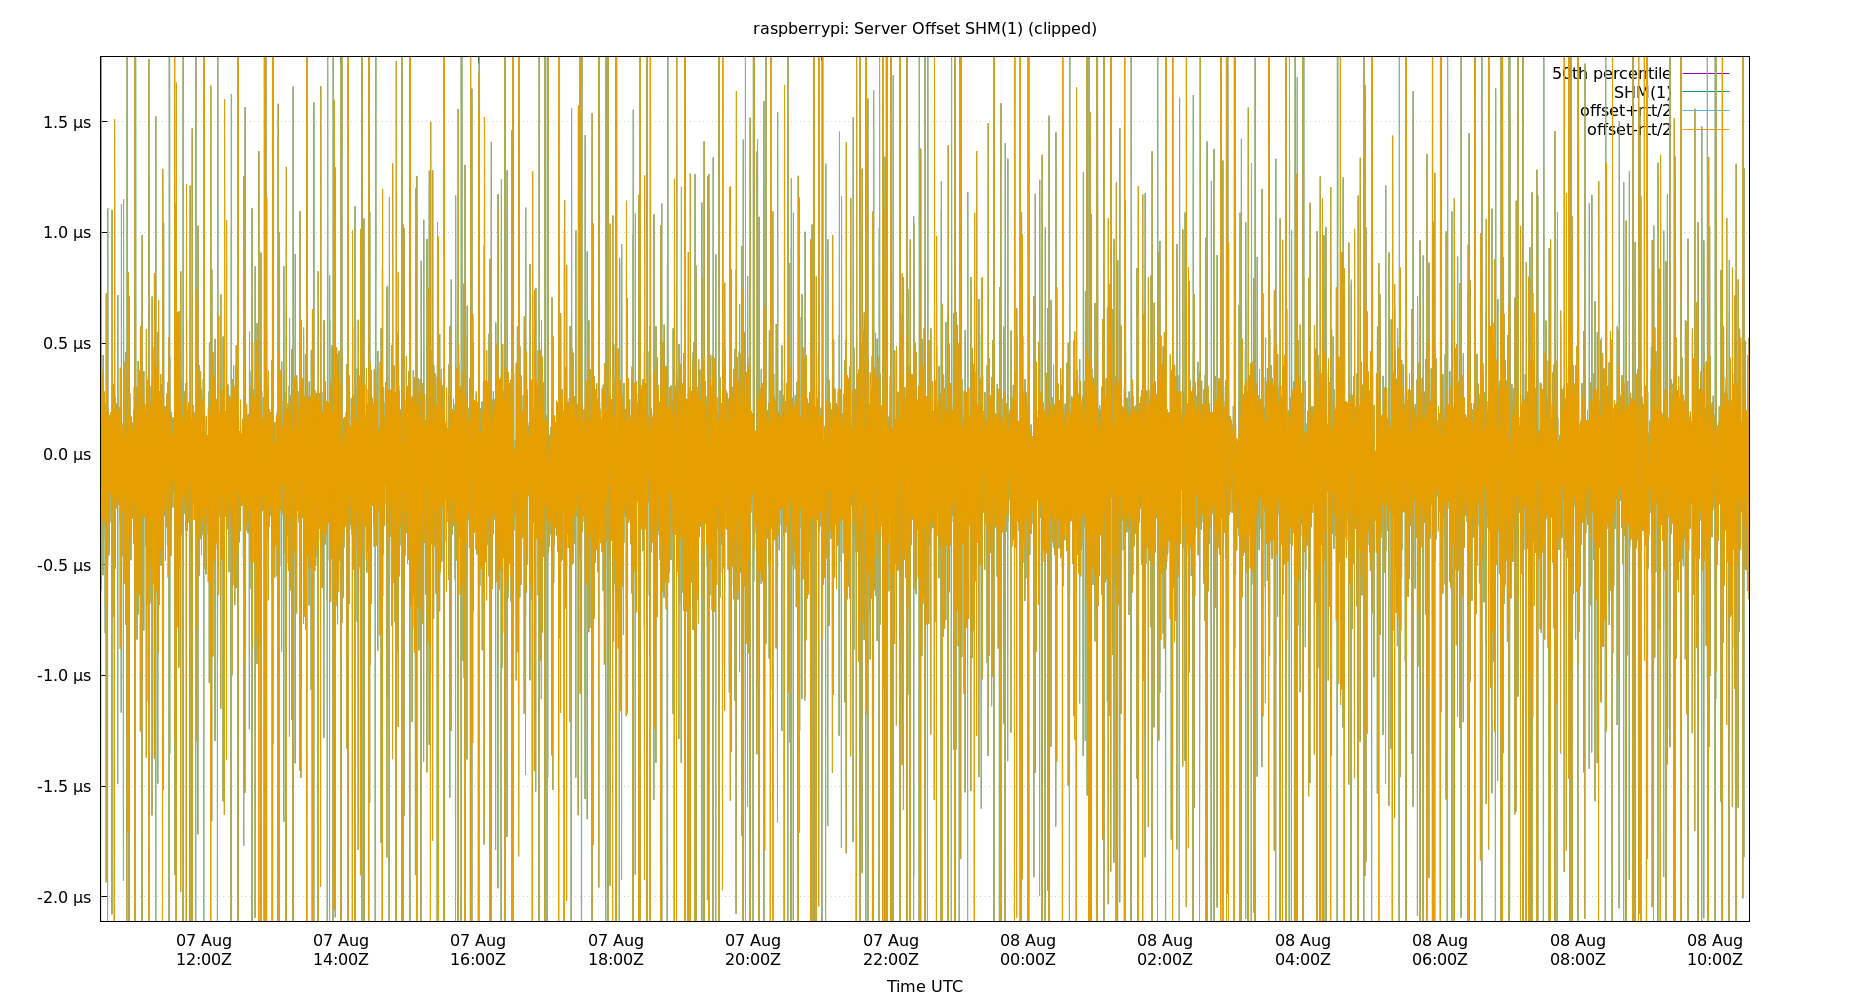 raspberrypi: Server Offset SHM(1) (clipped)
50th percentile
SHM(1)
offset+rtt/2
offset-rtt/2
1.5 µs
1.0 µs
0.5 µs
0.0 µs
-0.5 µs
-1.0 µs
-1.5 µs
-2.0 µs
07 Aug 07 Aug 07 Aug 07 Aug 07 Aug 07 Aug 08 Aug 08 Aug 08 Aug 08 Aug 08 Aug 08 Aug
12:00Z 14:00Z 16:00Z 18:00Z 20:00Z 22:00Z 00:00Z 02:00Z 04:00Z 06:00Z 08:00Z 10:00Z
Time UTC